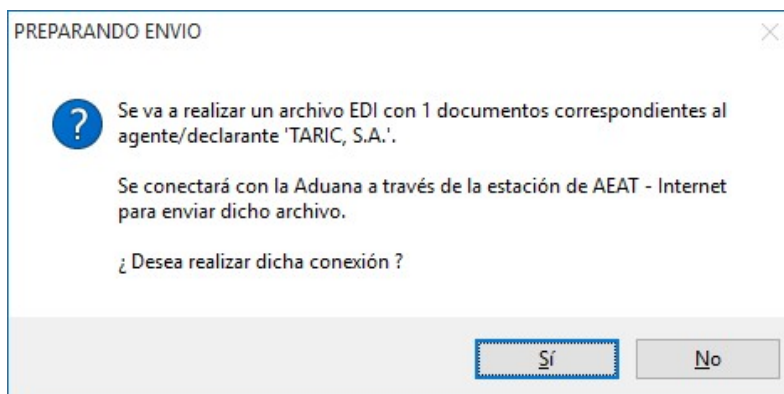 PREPARANDO ENVIO
Se va a realizar un archivo EDI con 1 documentos correspondientes al
agente/declarante 'TARIC, S.A.'.
Se conectará con la Aduana a través de la estación de AEAT - Internet
para enviar dicho archivo.
¿ Desea realizar dicha conexión ?
Sí
No